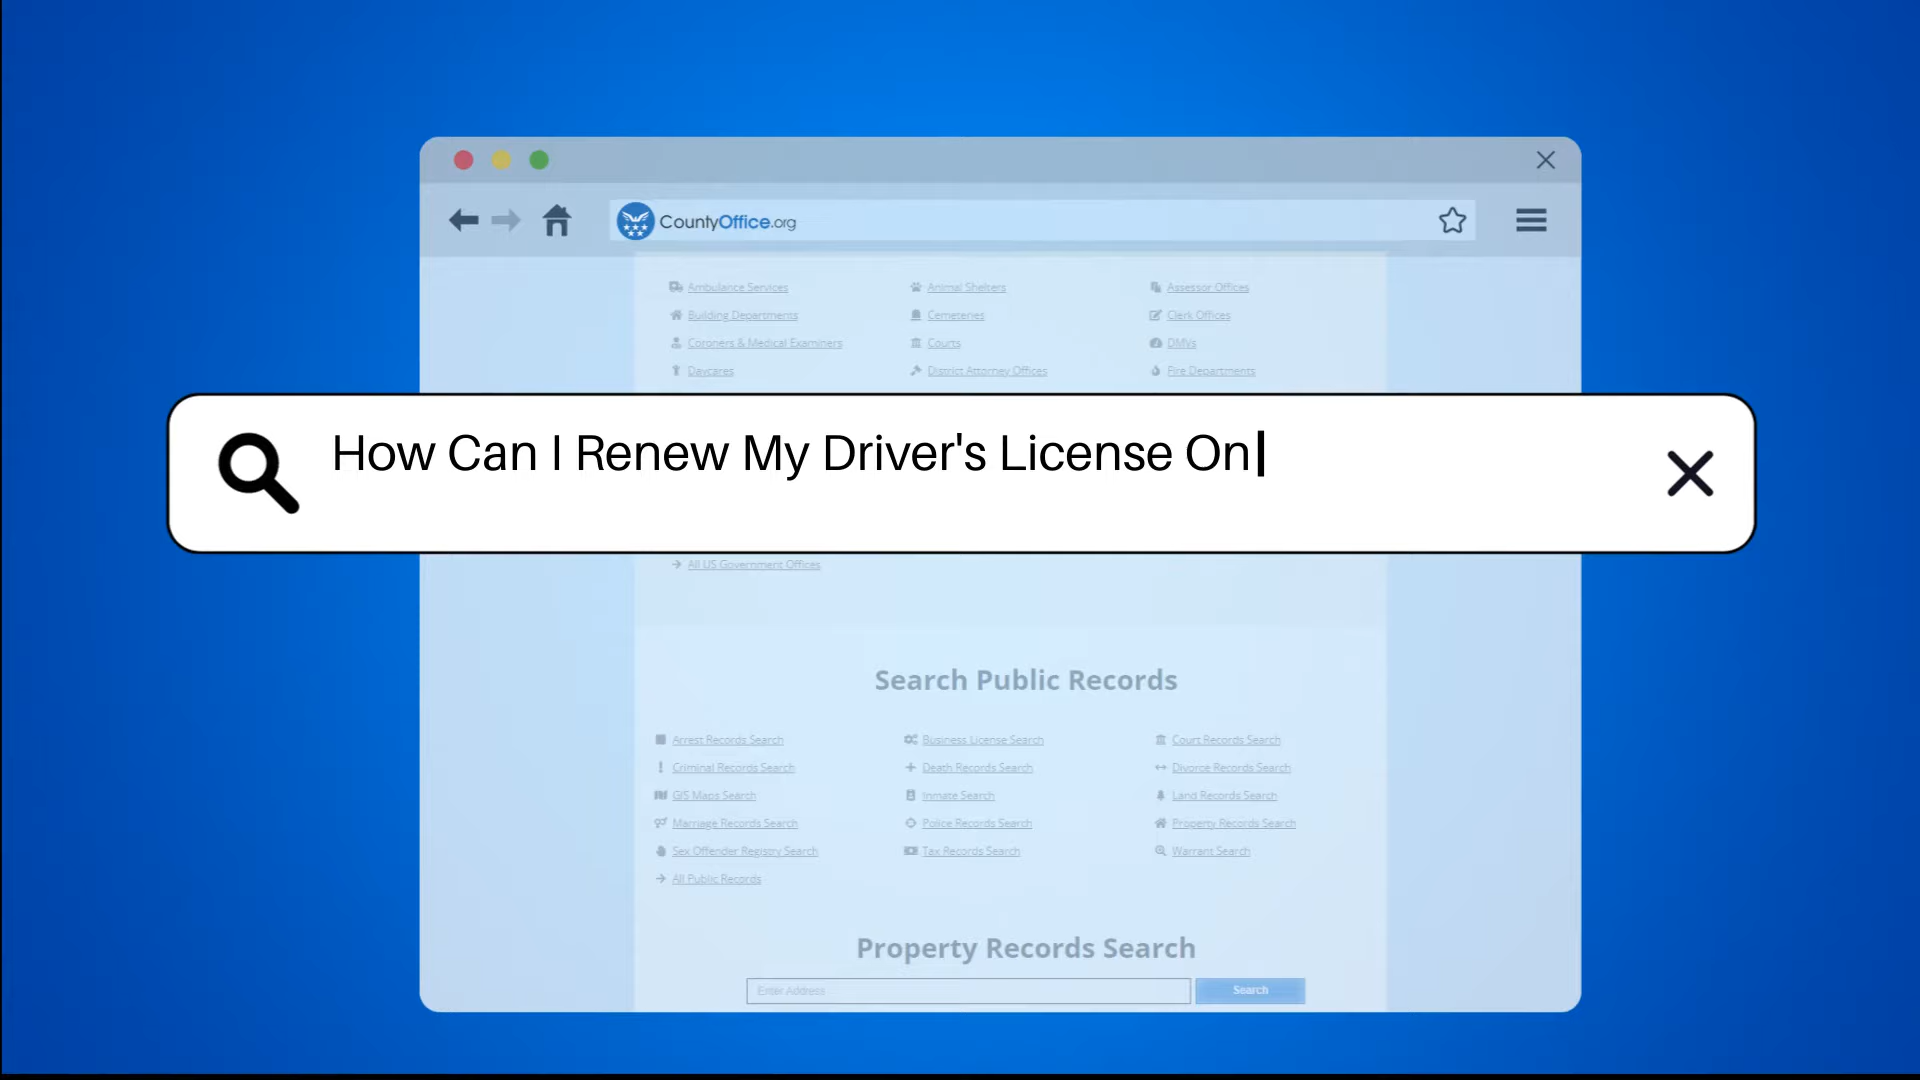 CountyOffice.org
Ambulance Services Animal Shelters Assessor Offices
Building Departments Cemeteries Clerk Offices
Coroners & Medical Examiners Courts DMVs
Daycares District Attorney Offices Fire Departments
How Can I Renew My Driver's License On
All US Government Offices
Search Public Records
Arrest Records Search Business License Search Court Records Search
Criminal Records Search Death Records Search Divorce Records Search
GIS Maps Search Inmate Search Land Records Search
Marriage Records Search Police Records Search Property Records Search
Sex Offender Registry Search Tax Records Search Warrant Search
All Public Records
Property Records Search
Enter Address Search